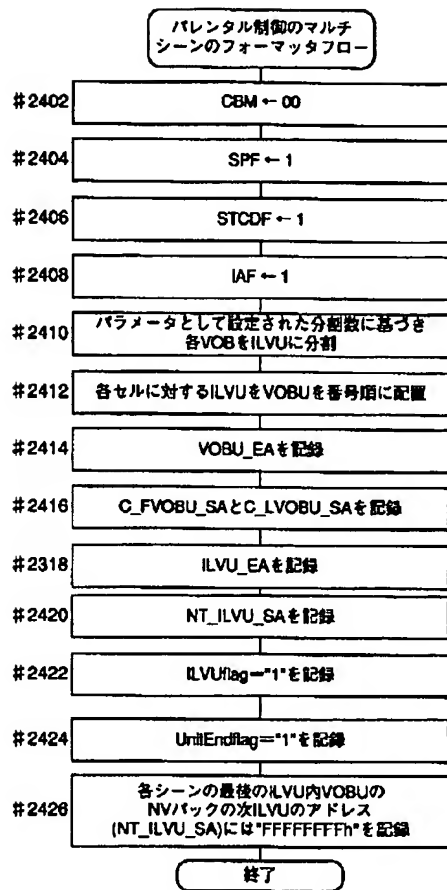 パレンタル制御のマルチ
シーンのフォーマッタフロー
#2402
CBM ← 00
#2404
SPF ← 1
#2406
STCDF ← 1
#2408
IAF ← 1
#2410
パラメータとして設定された分割数に基づき
各VOBをILVUに分割
#2412
各セルに対するILVUをVOBUを番号順に配置
#2414
VOBU_EAを記録
#2416
C_FVOBU_SAとC_LVOBU_SAを記録
#2318
ILVU_EAを記録
#2420
NT_ILVU_SAを記録
#2422
ILVUflag="1"を記録
#2424
UnitEndflag="1"を記録
#2426
各シーンの最後のILVU内VOBUの
NVパックの次ILVUのアドレス
(NT_ILVU_SA)には"FFFFFFFFh"を記録
終了